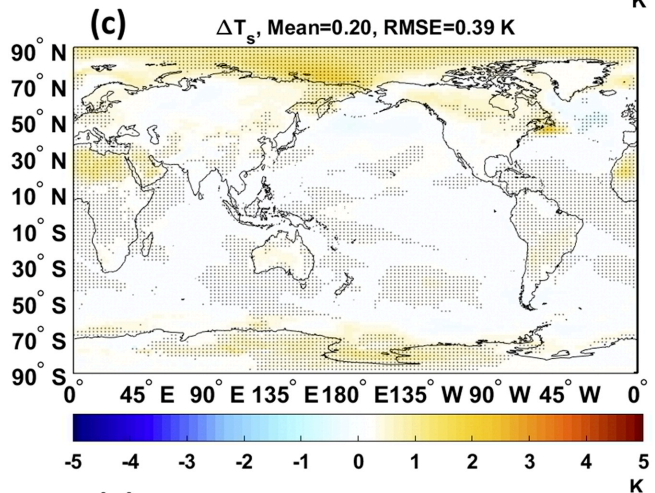 K
(c)
ΔTs, Mean=0.20, RMSE=0.39 K
90° N
70° N
50° N
30° N
10° N
10° S
30° S
50° S
70° S
90° S
0° 45° E 90° E 135° E 180° E 135° W 90° W 45° W 0°
-5 -4 -3 -2 -1 0 1 2 3 4 5
K